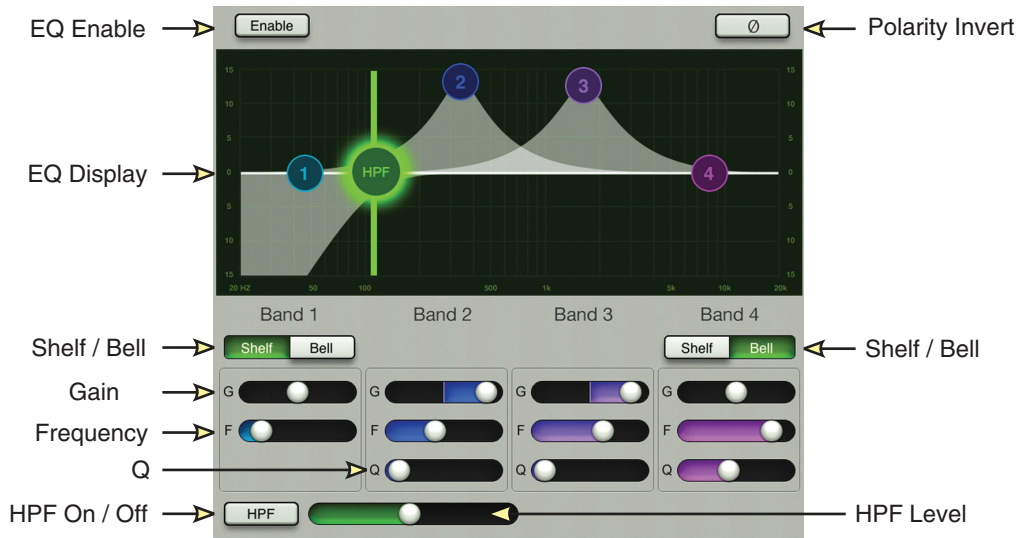 EQ Enable
Enable
Ø
Polarity Invert
15 15
10 10
5 5
EQ Display
0 0
5 5
10 10
15 15
1
HPF
2
3
4
20 HZ 50 100 500 1k 5k 10k 20k
Band 1 Band 2 Band 3 Band 4
Shelf / Bell
Shelf Bell
Shelf Bell
Shelf / Bell
Gain
G G G G
Frequency
F F F F
Q
Q Q Q
HPF On / Off
HPF
HPF Level